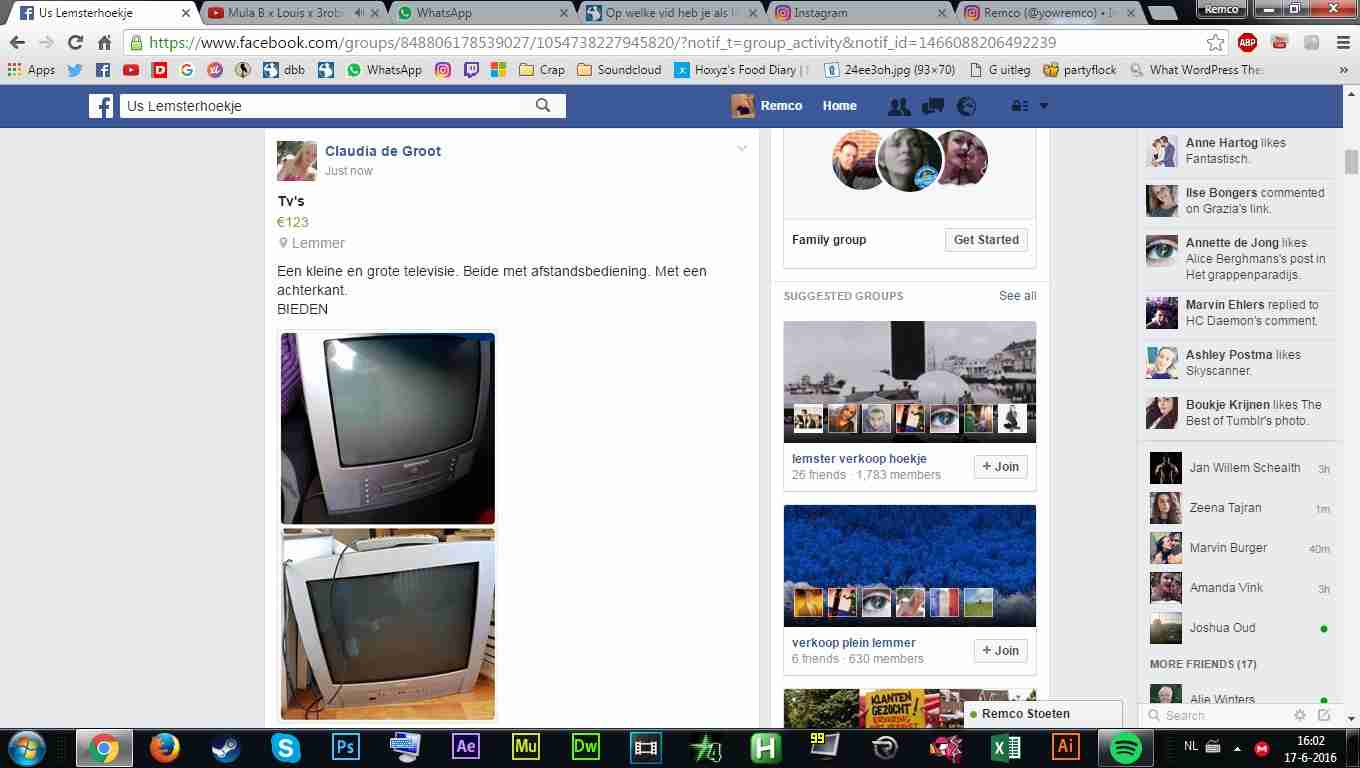 Us Lemsterhoekje
Mula B x Louis x 3robi
WhatsApp
Op welke vid heb je als l
Instagram
Remco (@yowremco) • In
Remco
https://www.facebook.com/groups/848806178539027/1054738227945820/?notif_t=group_activity&notif_id=1466088206492239
ABP
Apps
dbb
WhatsApp
Crap
Soundcloud
Hoxyz's Food Diary |
24ee3oh.jpg (93×70)
G uitleg
partyflock
What WordPress The
»
Us Lemsterhoekje
Remco
Home
Claudia de Groot
Just now
Tv's
€123
Lemmer
Een kleine en grote televisie. Beide met afstandsbediening. Met een
achterkant.
BIEDEN
Family group
Get Started
SUGGESTED GROUPS
See all
lemster verkoop hoekje
26 friends · 1,783 members
+ Join
verkoop plein lemmer
6 friends · 630 members
+ Join
KLANTEN
GEZOCHT!
ERVARING
Anne Hartog likes
Fantastisch.
Ilse Bongers commented
on Grazia's link.
Annette de Jong likes
Alice Berghmans's post in
Het grappenparadijs.
Marvin Ehlers replied to
HC Daemon's comment.
Ashley Postma likes
Skyscanner.
Boukje Krijnen likes The
Best of Tumblr's photo.
Jan Willem Schealth 3h
Zeena Tajran 1m
Marvin Burger 40m
Amanda Vink 3h
Joshua Oud
MORE FRIENDS (17)
Alie Winters
Search
Remco Stoeten
Ps
Ae
Mu
Dw
H
99
Ai
NL
16:02
17-6-2016